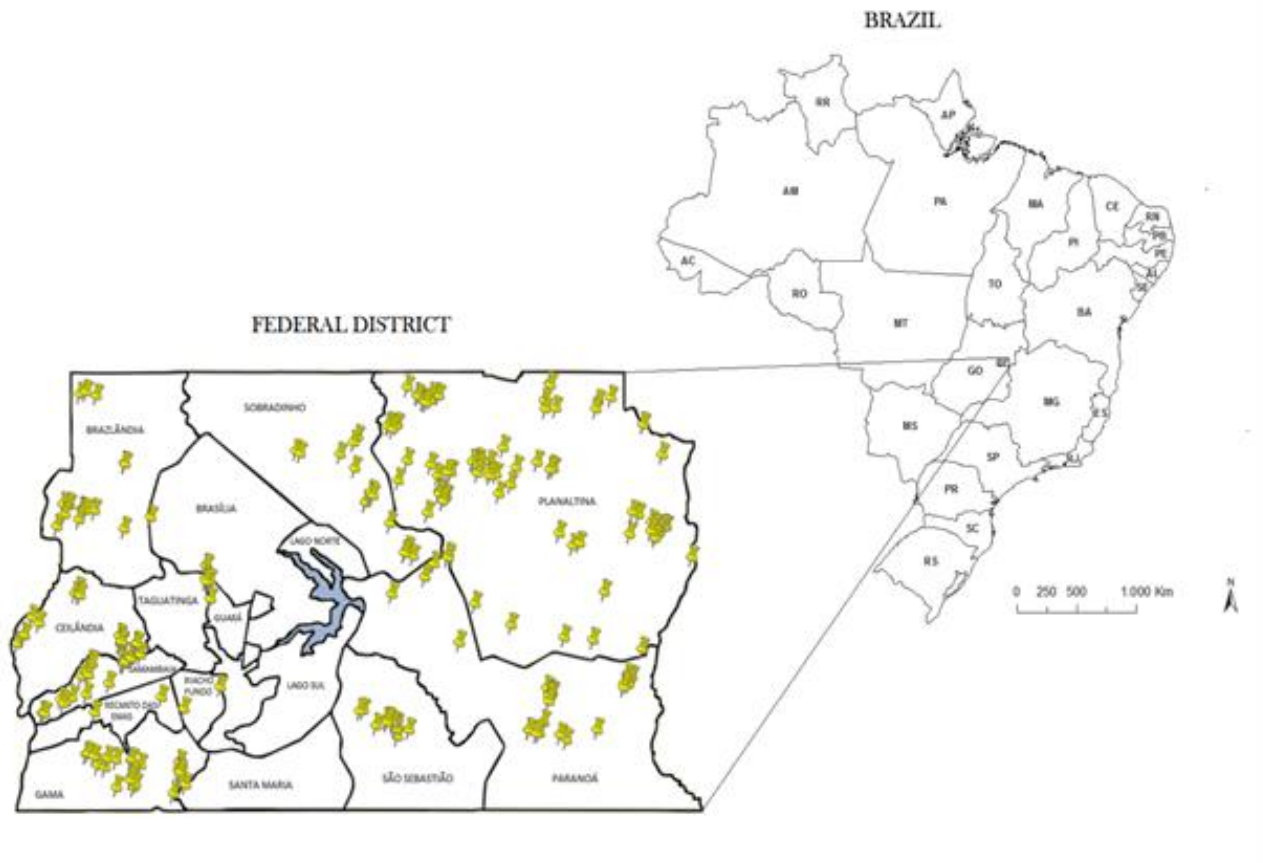 BRAZIL
RR
AP
AM
PA
MA
CE
RN
PB
PE
AL
SE
PI
AC
RO
TO
BA
MT
GO
MG
ES
MS
SP
RJ
PR
SC
RS
0 250 500 1.000 Km
N
FEDERAL DISTRICT
SOBRADINHO
BRAZLÂNDIA
PLANALTINA
BRASÍLIA
LAGO NORTE
TAGUATINGA
GUARÁ
CEILÂNDIA
SAMAMBAIA
RIACHO
FUNDO
LAGO SUL
RECANTO DAS
EMAS
SÃO SEBASTIÃO
PARANOÁ
SANTA MARIA
GAMA